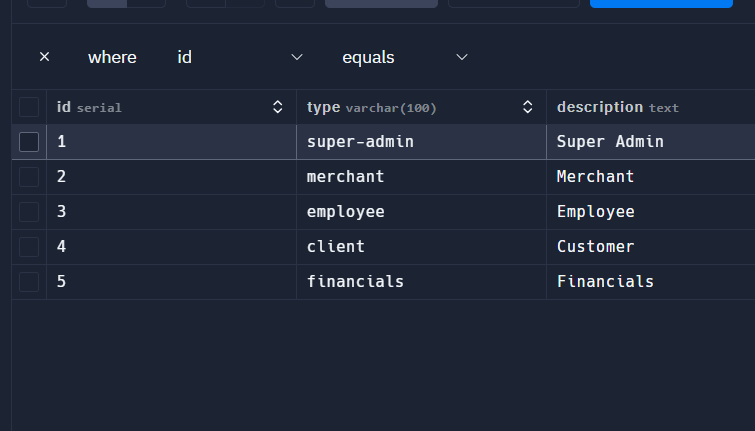 × where id equals
id serial type varchar(100) description text
1 super-admin Super Admin
2 merchant Merchant
3 employee Employee
4 client Customer
5 financials Financials